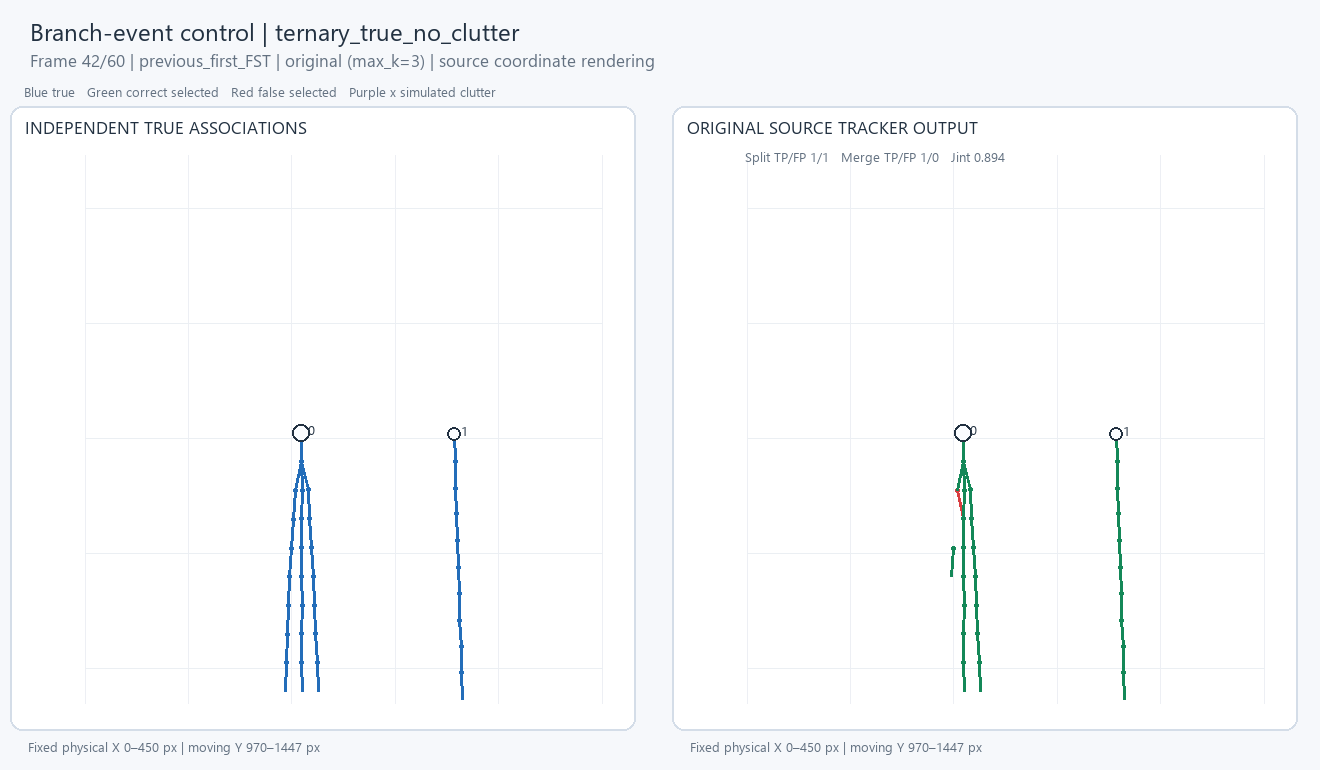 Branch-event control | ternary_true_no_clutter
Frame 42/60 | previous_first_FST | original (max_k=3) | source coordinate rendering
Blue true   Green correct selected   Red false selected   Purple x simulated clutter
INDEPENDENT TRUE ASSOCIATIONS
0
1
Fixed physical X 0–450 px | moving Y 970–1447 px
ORIGINAL SOURCE TRACKER OUTPUT
Split TP/FP 1/1   Merge TP/FP 1/0   Jint 0.894
0
1
Fixed physical X 0–450 px | moving Y 970–1447 px